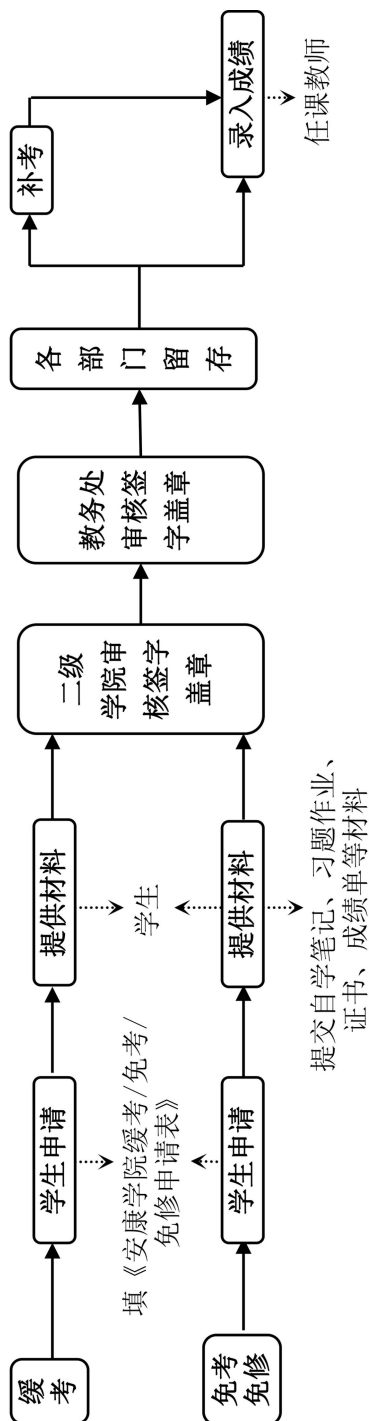 缓
考
学生申请
提供材料
填《安康学院缓考/免考/
免修申请表》
学生
免考
免修
学生申请
提供材料
提交自学笔记、习题作业、
证书、成绩单等材料
二级
学院审
核签字
盖章
教务处
审核签
字盖章
各
部
门
留
存
补考
录入成绩
任课教师